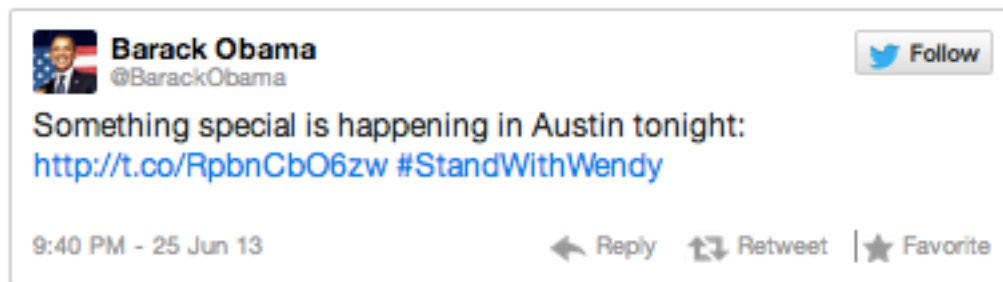 Barack Obama
@BarackObama
Follow
Something special is happening in Austin tonight:
http://t.co/RpbnCbO6zw #StandWithWendy
9:40 PM - 25 Jun 13
Reply Retweet Favorite